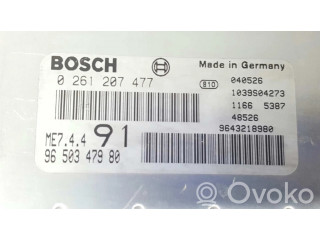 BOSCH
Made in Germany
0 261 207 477
910
040526
1039S04273
1166 5387
48526
9643218980
ME7.4.4 91
96 503 479 80
Ovoko